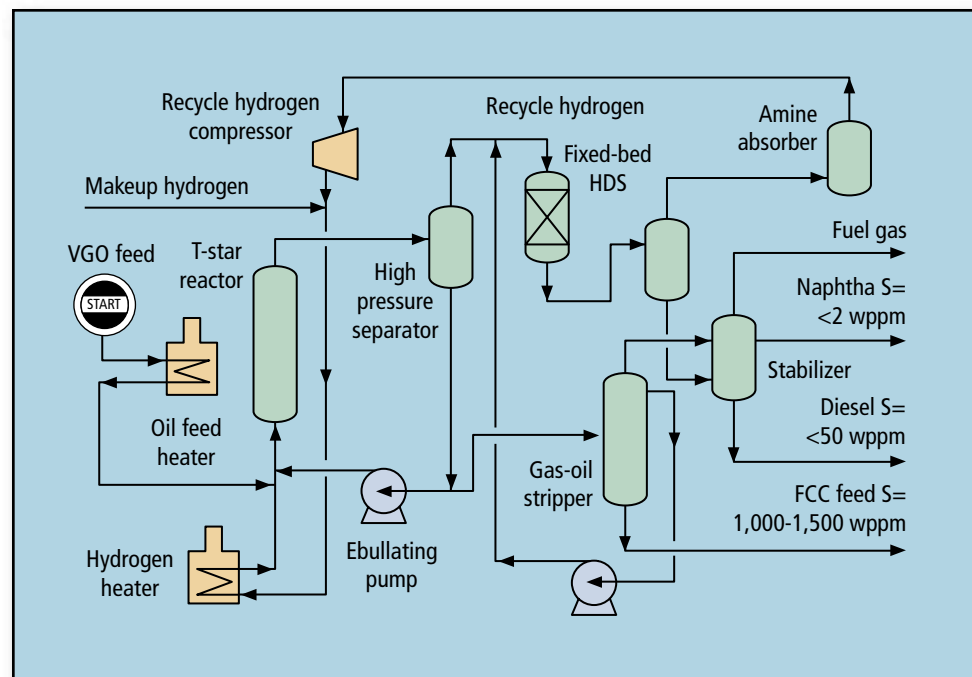 Recycle hydrogen
compressor
Recycle hydrogen
Amine
absorber
Fixed-bed
HDS
Makeup hydrogen
VGO feed
START
T-star
reactor
High
pressure
separator
Fuel gas
Naphtha S=
<2 wppm
Stabilizer
Diesel S=
<50 wppm
Oil feed
heater
Gas-oil
stripper
FCC feed S=
1,000-1,500 wppm
Hydrogen
heater
Ebullating
pump